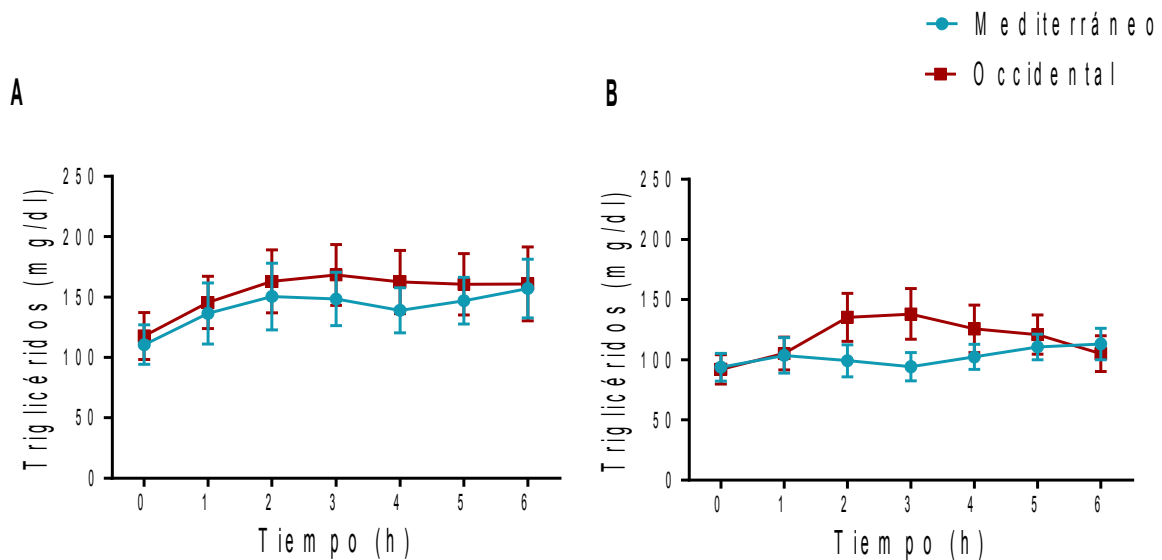 Mediterráneo
Occidental
A
B
Triglicéridos (mg/dl)
250
200
150
100
50
0
0 1 2 3 4 5 6
Tiempo (h)
Triglicéridos (mg/dl)
250
200
150
100
50
0
0 1 2 3 4 5 6
Tiempo (h)